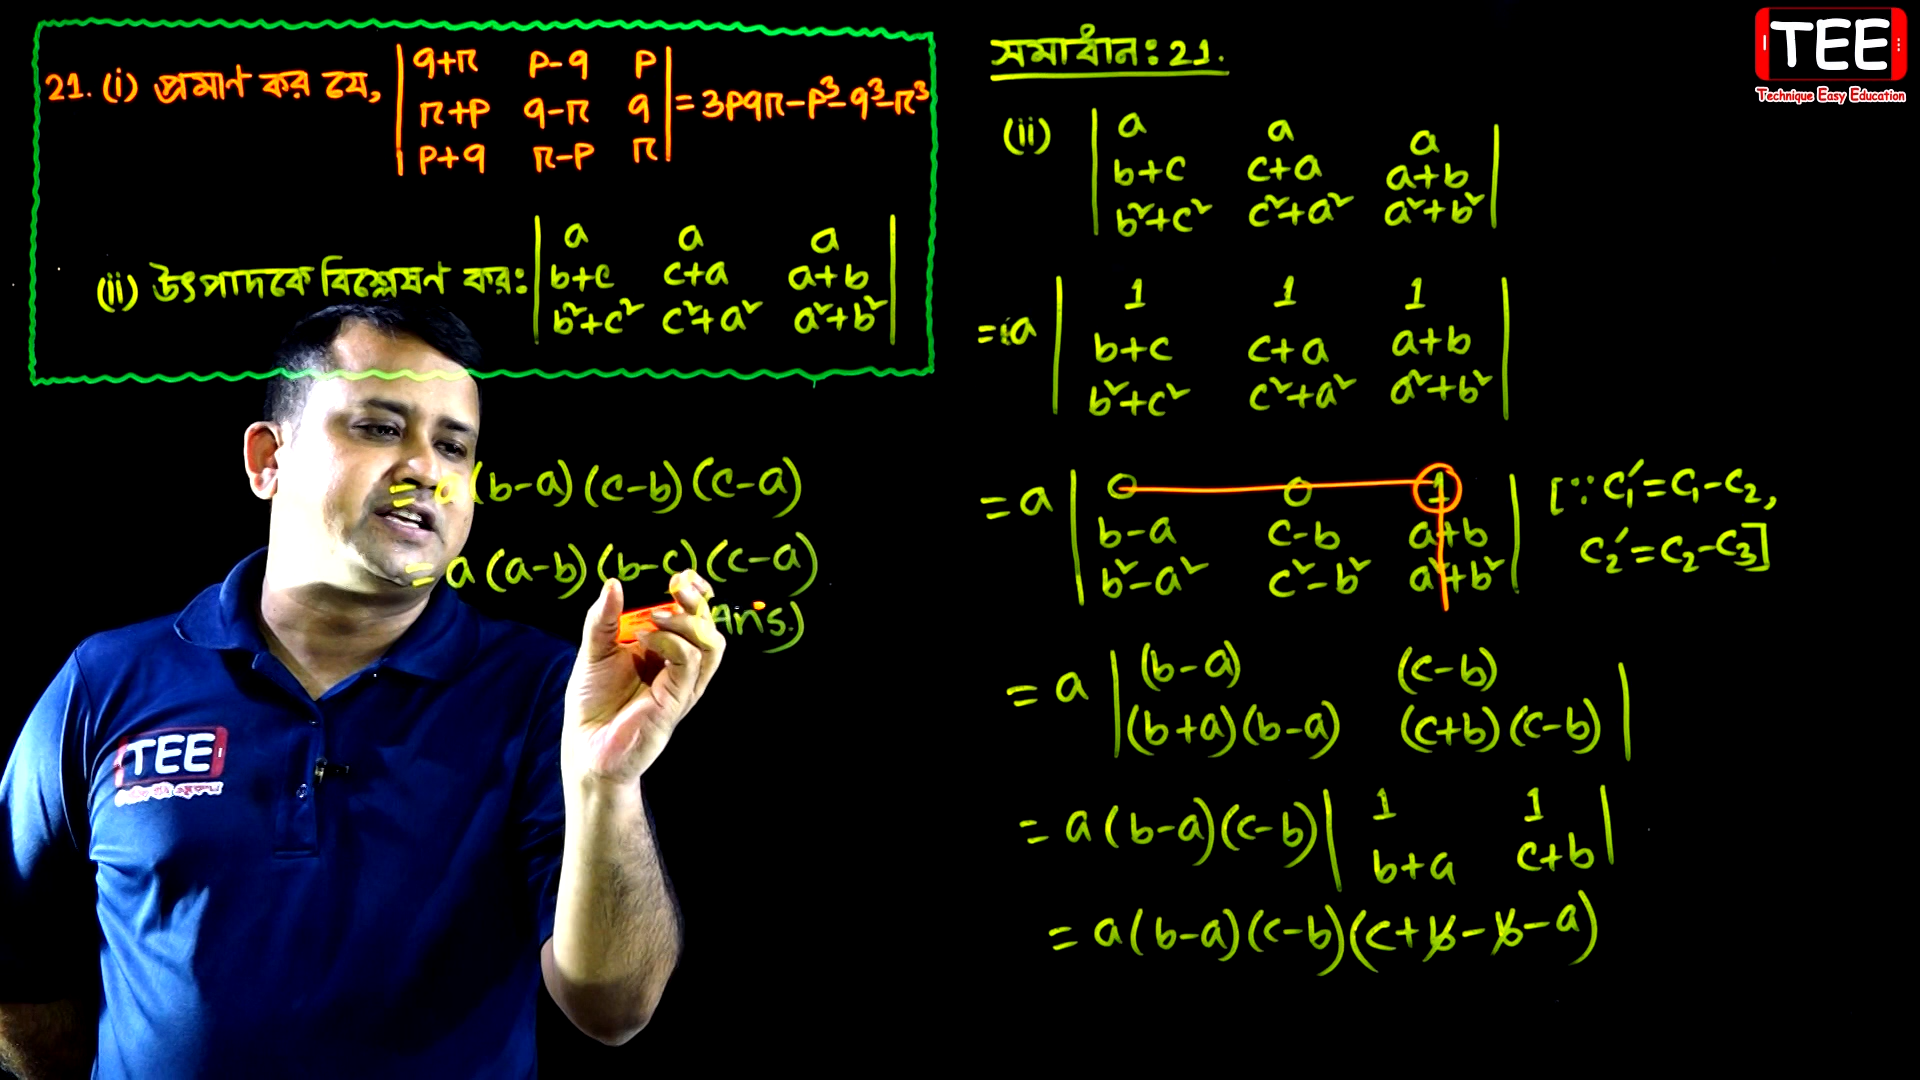 21. (i) প্রমাণ কর যে, | q+r p-q p |
| r+p q-r q | = 3pqr-p³-q³-r³
| p+q r-p r |
(ii) উৎপাদকে বিশ্লেষণ কর: | a a a |
| b+c c+a a+b |
| b²+c² c²+a² a²+b² |
= a(b-a)(c-b)(c-a)
= a(a-b)(b-c)(c-a)
(Ans.)
TEE
সমাধান: 21.
(ii) | a a a |
| b+c c+a a+b |
| b²+c² c²+a² a²+b² |
= a | 1 1 1 |
| b+c c+a a+b |
| b²+c² c²+a² a²+b² |
= a | 0 0 1 | [∵ c₁′=c₁-c₂,
| b-a c-b a+b | c₂′=c₂-c₃]
| b²-a² c²-b² a²+b² |
= a | (b-a) (c-b) |
| (b+a)(b-a) (c+b)(c-b) |
= a(b-a)(c-b) | 1 1 |
| b+a c+b |
= a(b-a)(c-b)(c+b-b-a)
TEE
Technique Easy Education